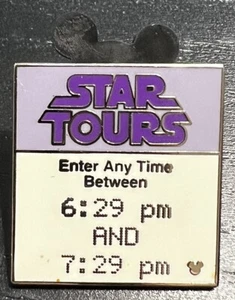 STAR
TOURS
Enter Any Time
Between
6:29 pm
AND
7:29 pm